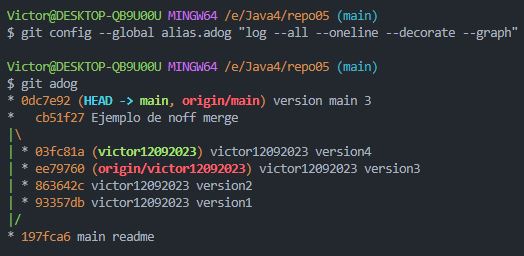 Victor@DESKTOP-QB9U00U MINGW64 /e/Java4/repo05 (main)
$ git config --global alias.adog "log --all --oneline --decorate --graph"
Victor@DESKTOP-QB9U00U MINGW64 /e/Java4/repo05 (main)
$ git adog
* 0dc7e92 (HEAD -> main, origin/main) version main 3
*   cb51f27 Ejemplo de noff merge
|\
| * 03fc81a (victor12092023) victor12092023 version4
| * ee79760 (origin/victor12092023) victor12092023 version3
| * 863642c victor12092023 version2
| * 93357db victor12092023 version1
|/
* 197fca6 main readme